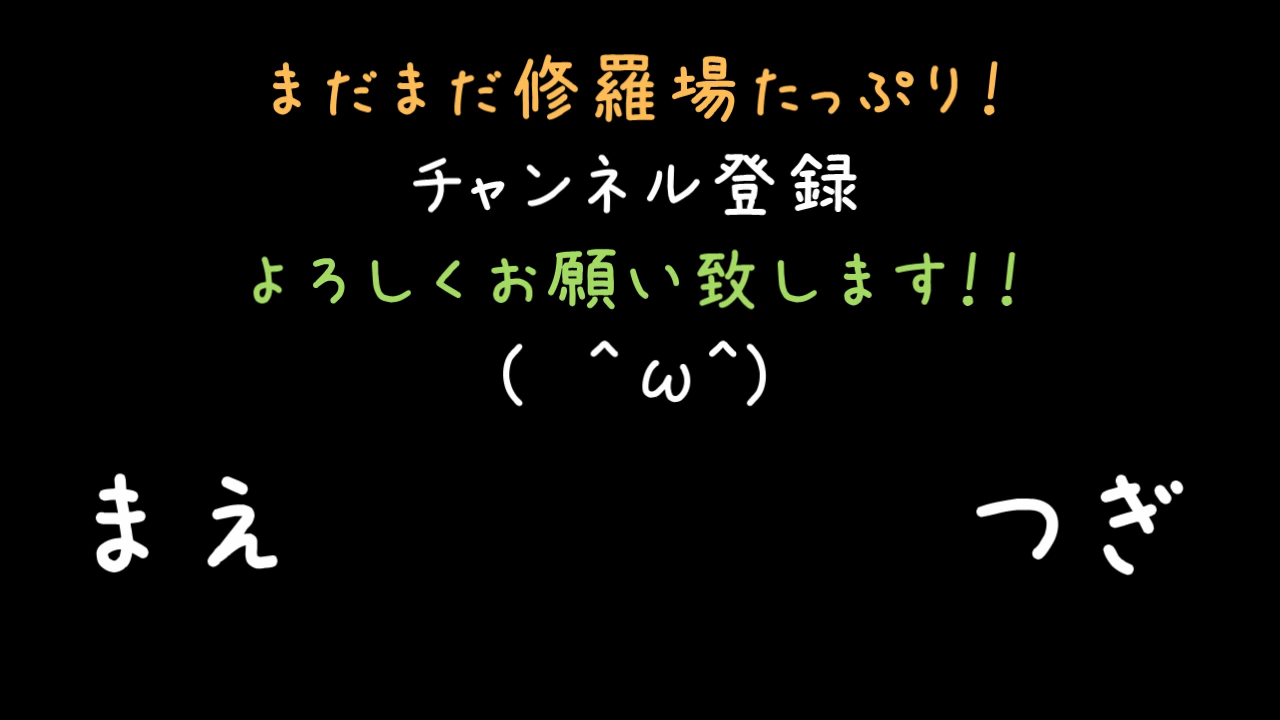 まだまだ修羅場たっぷり!
チャンネル登録
よろしくお願い致します!!
( ^ω^)
まえ つぎ